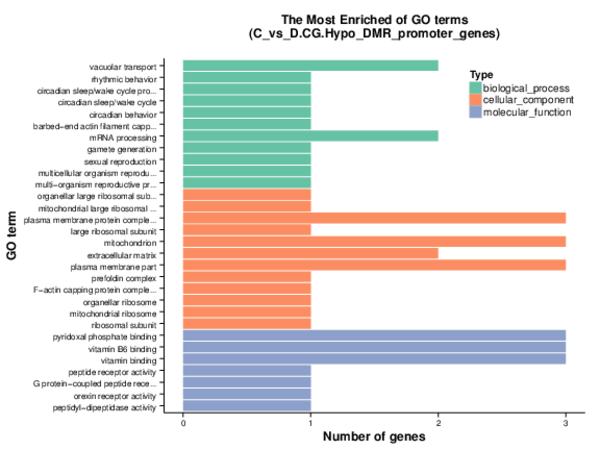 The Most Enriched of GO terms
(C_vs_D.CG.Hypo_DMR_promoter_genes)
vacuolar transport
rhythmic behavior
circadian sleep/wake cycle pro...
circadian sleep/wake cycle
circadian behavior
barbed−end actin filament capp...
mRNA processing
gamete generation
sexual reproduction
multicellular organism reprodu...
multi−organism reproductive pr...
organellar large ribosomal sub...
mitochondrial large ribosomal ...
plasma membrane protein comple...
large ribosomal subunit
mitochondrion
extracellular matrix
plasma membrane part
prefoldin complex
F−actin capping protein comple...
organellar ribosome
mitochondrial ribosome
ribosomal subunit
pyridoxal phosphate binding
vitamin B6 binding
vitamin binding
peptide receptor activity
G protein−coupled peptide rece...
orexin receptor activity
peptidyl−dipeptidase activity
GO term
0 1 2 3
Number of genes
Type
biological_process
cellular_component
molecular_function